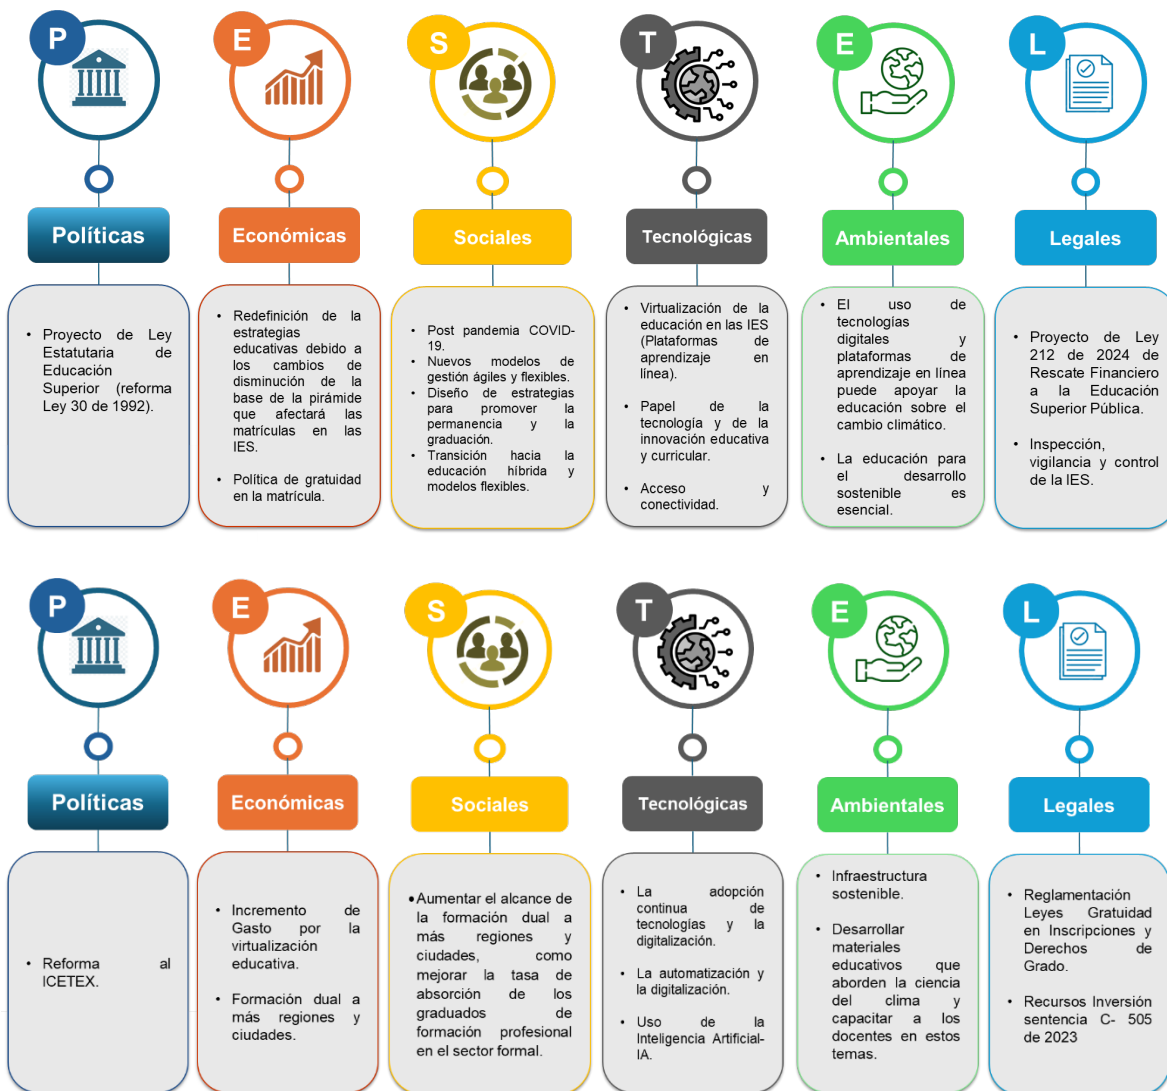 P
E
S
T
E
L
Políticas
Económicas
Sociales
Tecnológicas
Ambientales
Legales
• Proyecto de Ley
Estatutaria de
Educación
Superior (reforma
Ley 30 de 1992).
• Redefinición de la
estrategias
educativas debido a
los cambios de
disminución de la
base de la pirámide
que afectará las
matrículas en las
IES.
• Política de gratuidad
en la matrícula.
• Post pandemia COVID-
19.
• Nuevos modelos de
gestión ágiles y flexibles.
• Diseño de estrategias
para promover la
permanencia y la
graduación.
• Transición hacia la
educación híbrida y
modelos flexibles.
• Virtualización de la
educación en las IES
(Plataformas de
aprendizaje en
línea).
• Papel de la
tecnología y de la
innovación educativa
y curricular.
• Acceso y
conectividad.
• El uso de
tecnologías
digitales y
plataformas de
aprendizaje en línea
puede apoyar la
educación sobre el
cambio climático.
• La educación para
el desarrollo
sostenible es
esencial.
• Proyecto de Ley
212 de 2024 de
Rescate Financiero
a la Educación
Superior Pública.
• Inspección,
vigilancia y control
de la IES.
P
E
S
T
E
L
Políticas
Económicas
Sociales
Tecnológicas
Ambientales
Legales
• Reforma al
ICETEX.
• Incremento de
Gasto por la
virtualización
educativa.
• Formación dual a
más regiones y
ciudades.
•Aumentar el alcance de
la formación dual a
más regiones y
ciudades, como
mejorar la tasa de
absorción de los
graduados de
formación profesional
en el sector formal.
• La adopción
continua de
tecnologías y la
digitalización.
• La automatización y
la digitalización.
• Uso de la
Inteligencia Artificial-
IA.
• Infraestructura
sostenible.
• Desarrollar
materiales
educativos que
aborden la ciencia
del clima y
capacitar a los
docentes en estos
temas.
• Reglamentación
Leyes Gratuidad
en Inscripciones y
Derechos de
Grado.
• Recursos Inversión
sentencia C- 505
de 2023